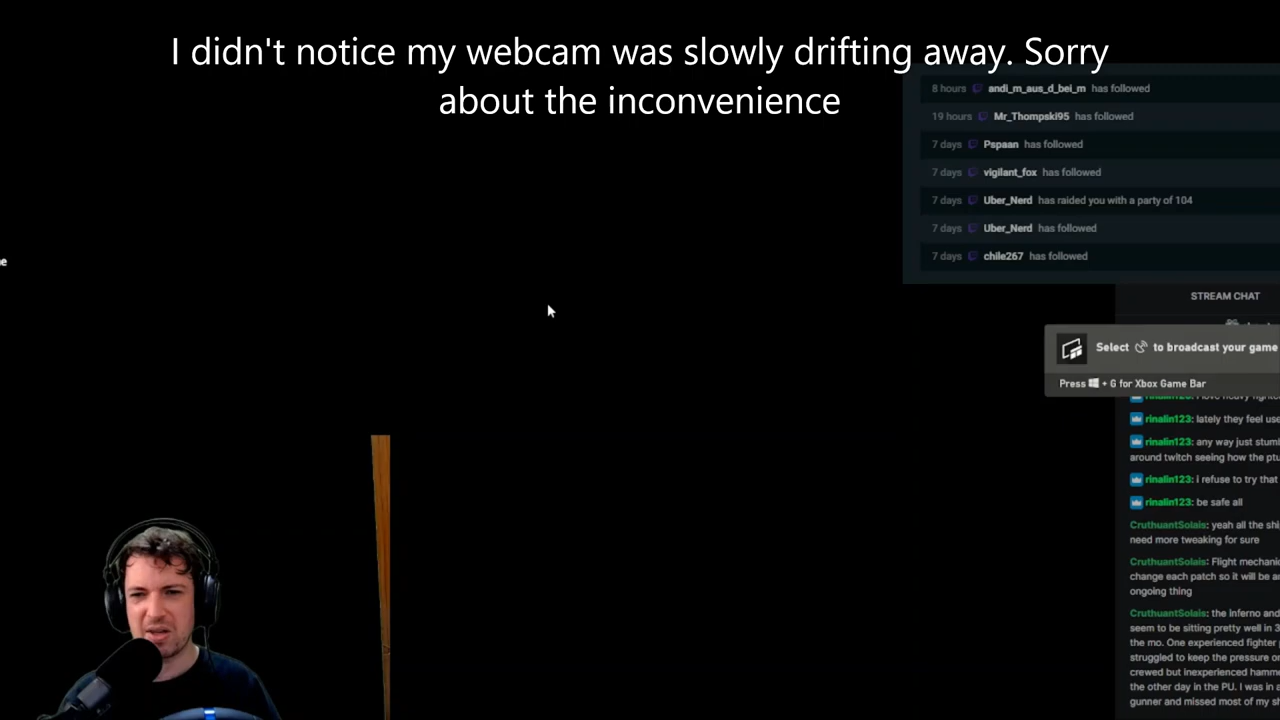 I didn't notice my webcam was slowly drifting away. Sorry
about the inconvenience
8 hours andi_m_aus_d_bei_m has followed
19 hours Mr_Thompski95 has followed
7 days Pspaan has followed
7 days vigilant_fox has followed
7 days Uber_Nerd has raided you with a party of 104
7 days Uber_Nerd has followed
7 days chile267 has followed
STREAM CHAT
Select to broadcast your game
Press + G for Xbox Game Bar
rinalin123: i love heavy
rinalin123: lately they feel use
rinalin123: any way just stum
around twitch seeing how the ptu
rinalin123: i refuse to try that
rinalin123: be safe all
CruthuantSolais: yeah all the shi
need more tweaking for sure
CruthuantSolais: Flight mechani
change each patch so it will be a
ongoing thing
CruthuantSolais: the inferno and
seem to be sitting pretty well in 3
the mo. One experienced fighter
struggled to keep the pressure o
crewed but inexperienced hamm
the other day in the PU. I was in a
gunner and missed most of my s